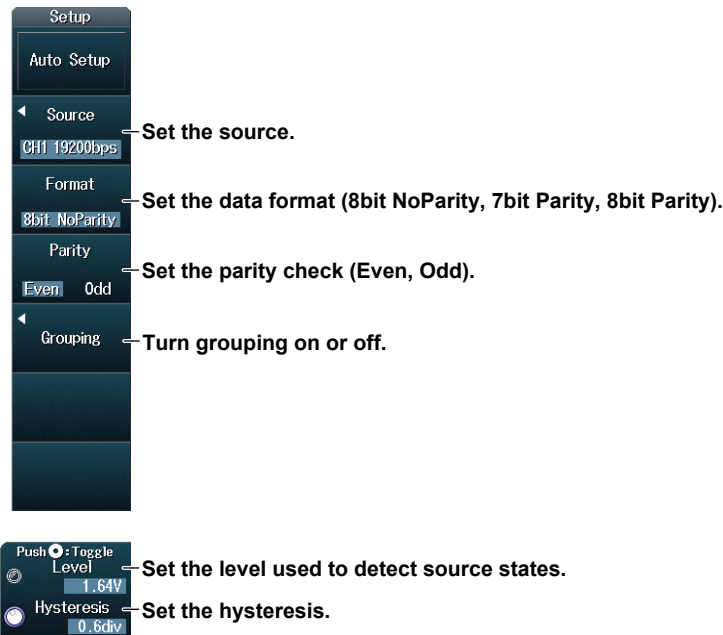 Setup
Auto Setup
Source
CH1 19200bps
Set the source.
Format
8bit NoParity
Set the data format (8bit NoParity, 7bit Parity, 8bit Parity).
Parity
Even Odd
Set the parity check (Even, Odd).
Grouping
Turn grouping on or off.
Push : Toggle
Level
1.64V
Set the level used to detect source states.
Hysteresis
0.6div
Set the hysteresis.